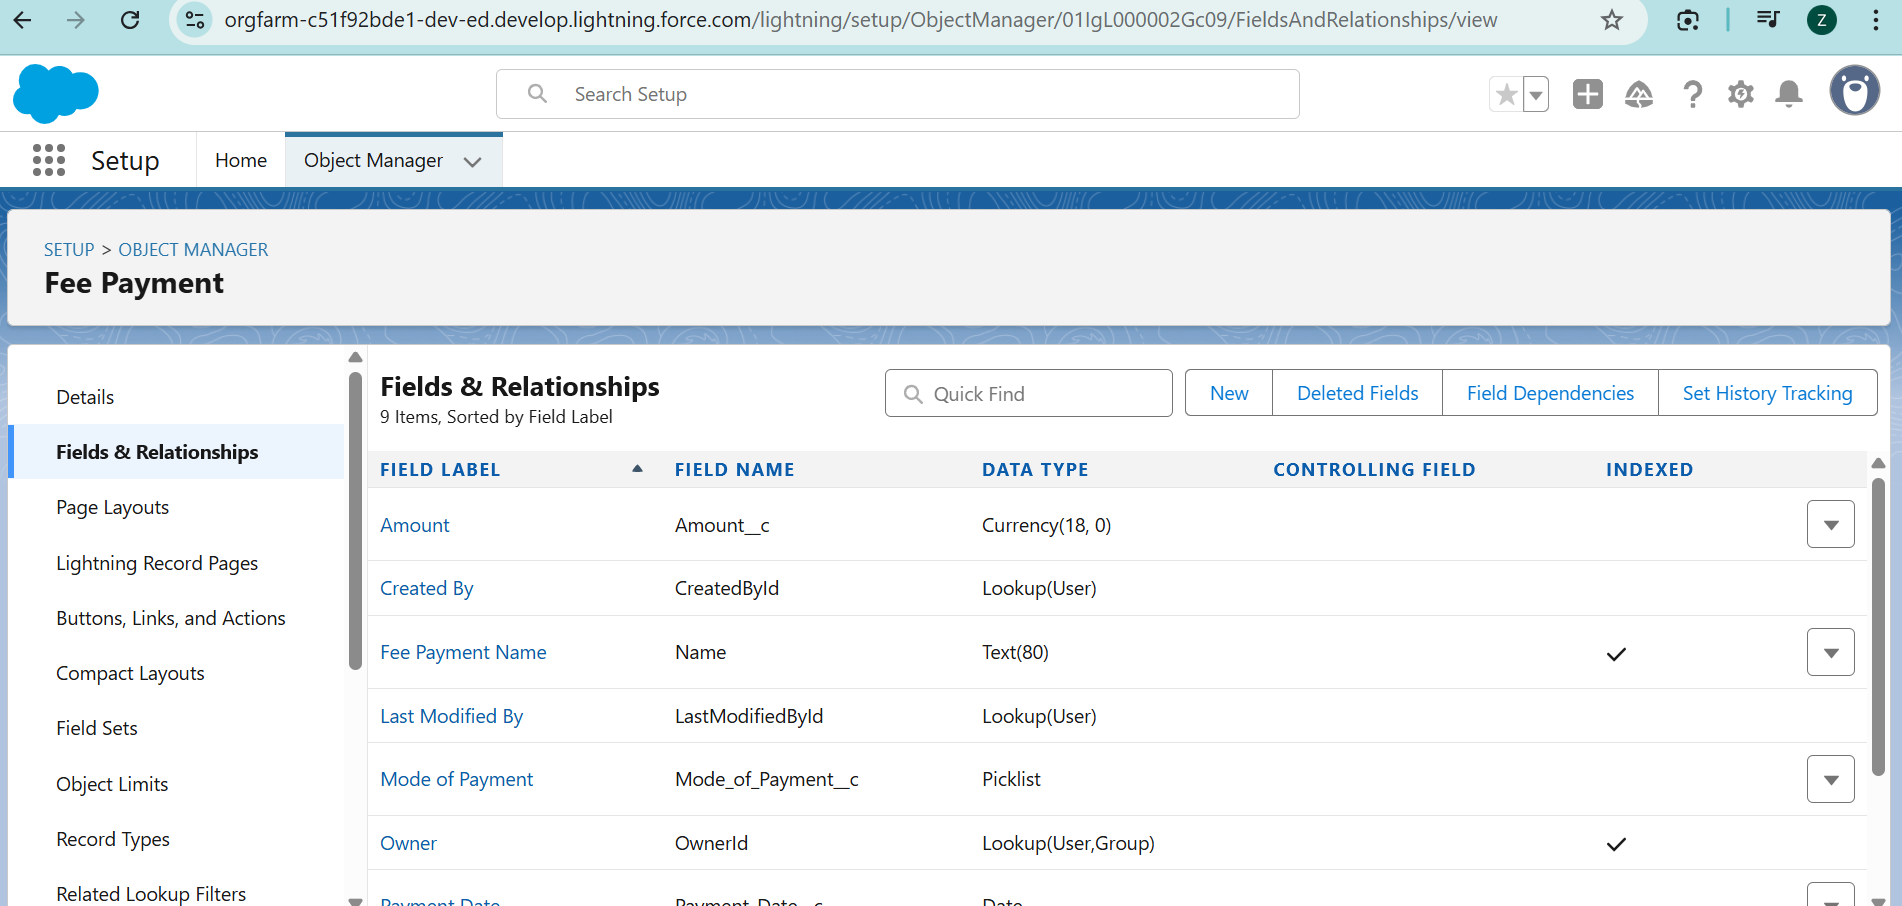 orgfarm-c51f92bde1-dev-ed.develop.lightning.force.com/lightning/setup/ObjectManager/01IgL000002Gc09/FieldsAndRelationships/view
Z
Search Setup
Setup
Home
Object Manager
SETUP > OBJECT MANAGER
Fee Payment
Details
Fields & Relationships
Page Layouts
Lightning Record Pages
Buttons, Links, and Actions
Compact Layouts
Field Sets
Object Limits
Record Types
Related Lookup Filters
Fields & Relationships
9 Items, Sorted by Field Label
Quick Find
New
Deleted Fields
Field Dependencies
Set History Tracking
FIELD LABEL FIELD NAME DATA TYPE CONTROLLING FIELD INDEXED
Amount Amount__c Currency(18, 0)
Created By CreatedById Lookup(User)
Fee Payment Name Name Text(80)
Last Modified By LastModifiedById Lookup(User)
Mode of Payment Mode_of_Payment__c Picklist
Owner OwnerId Lookup(User,Group)
Payment Date Payment_Date__c Date